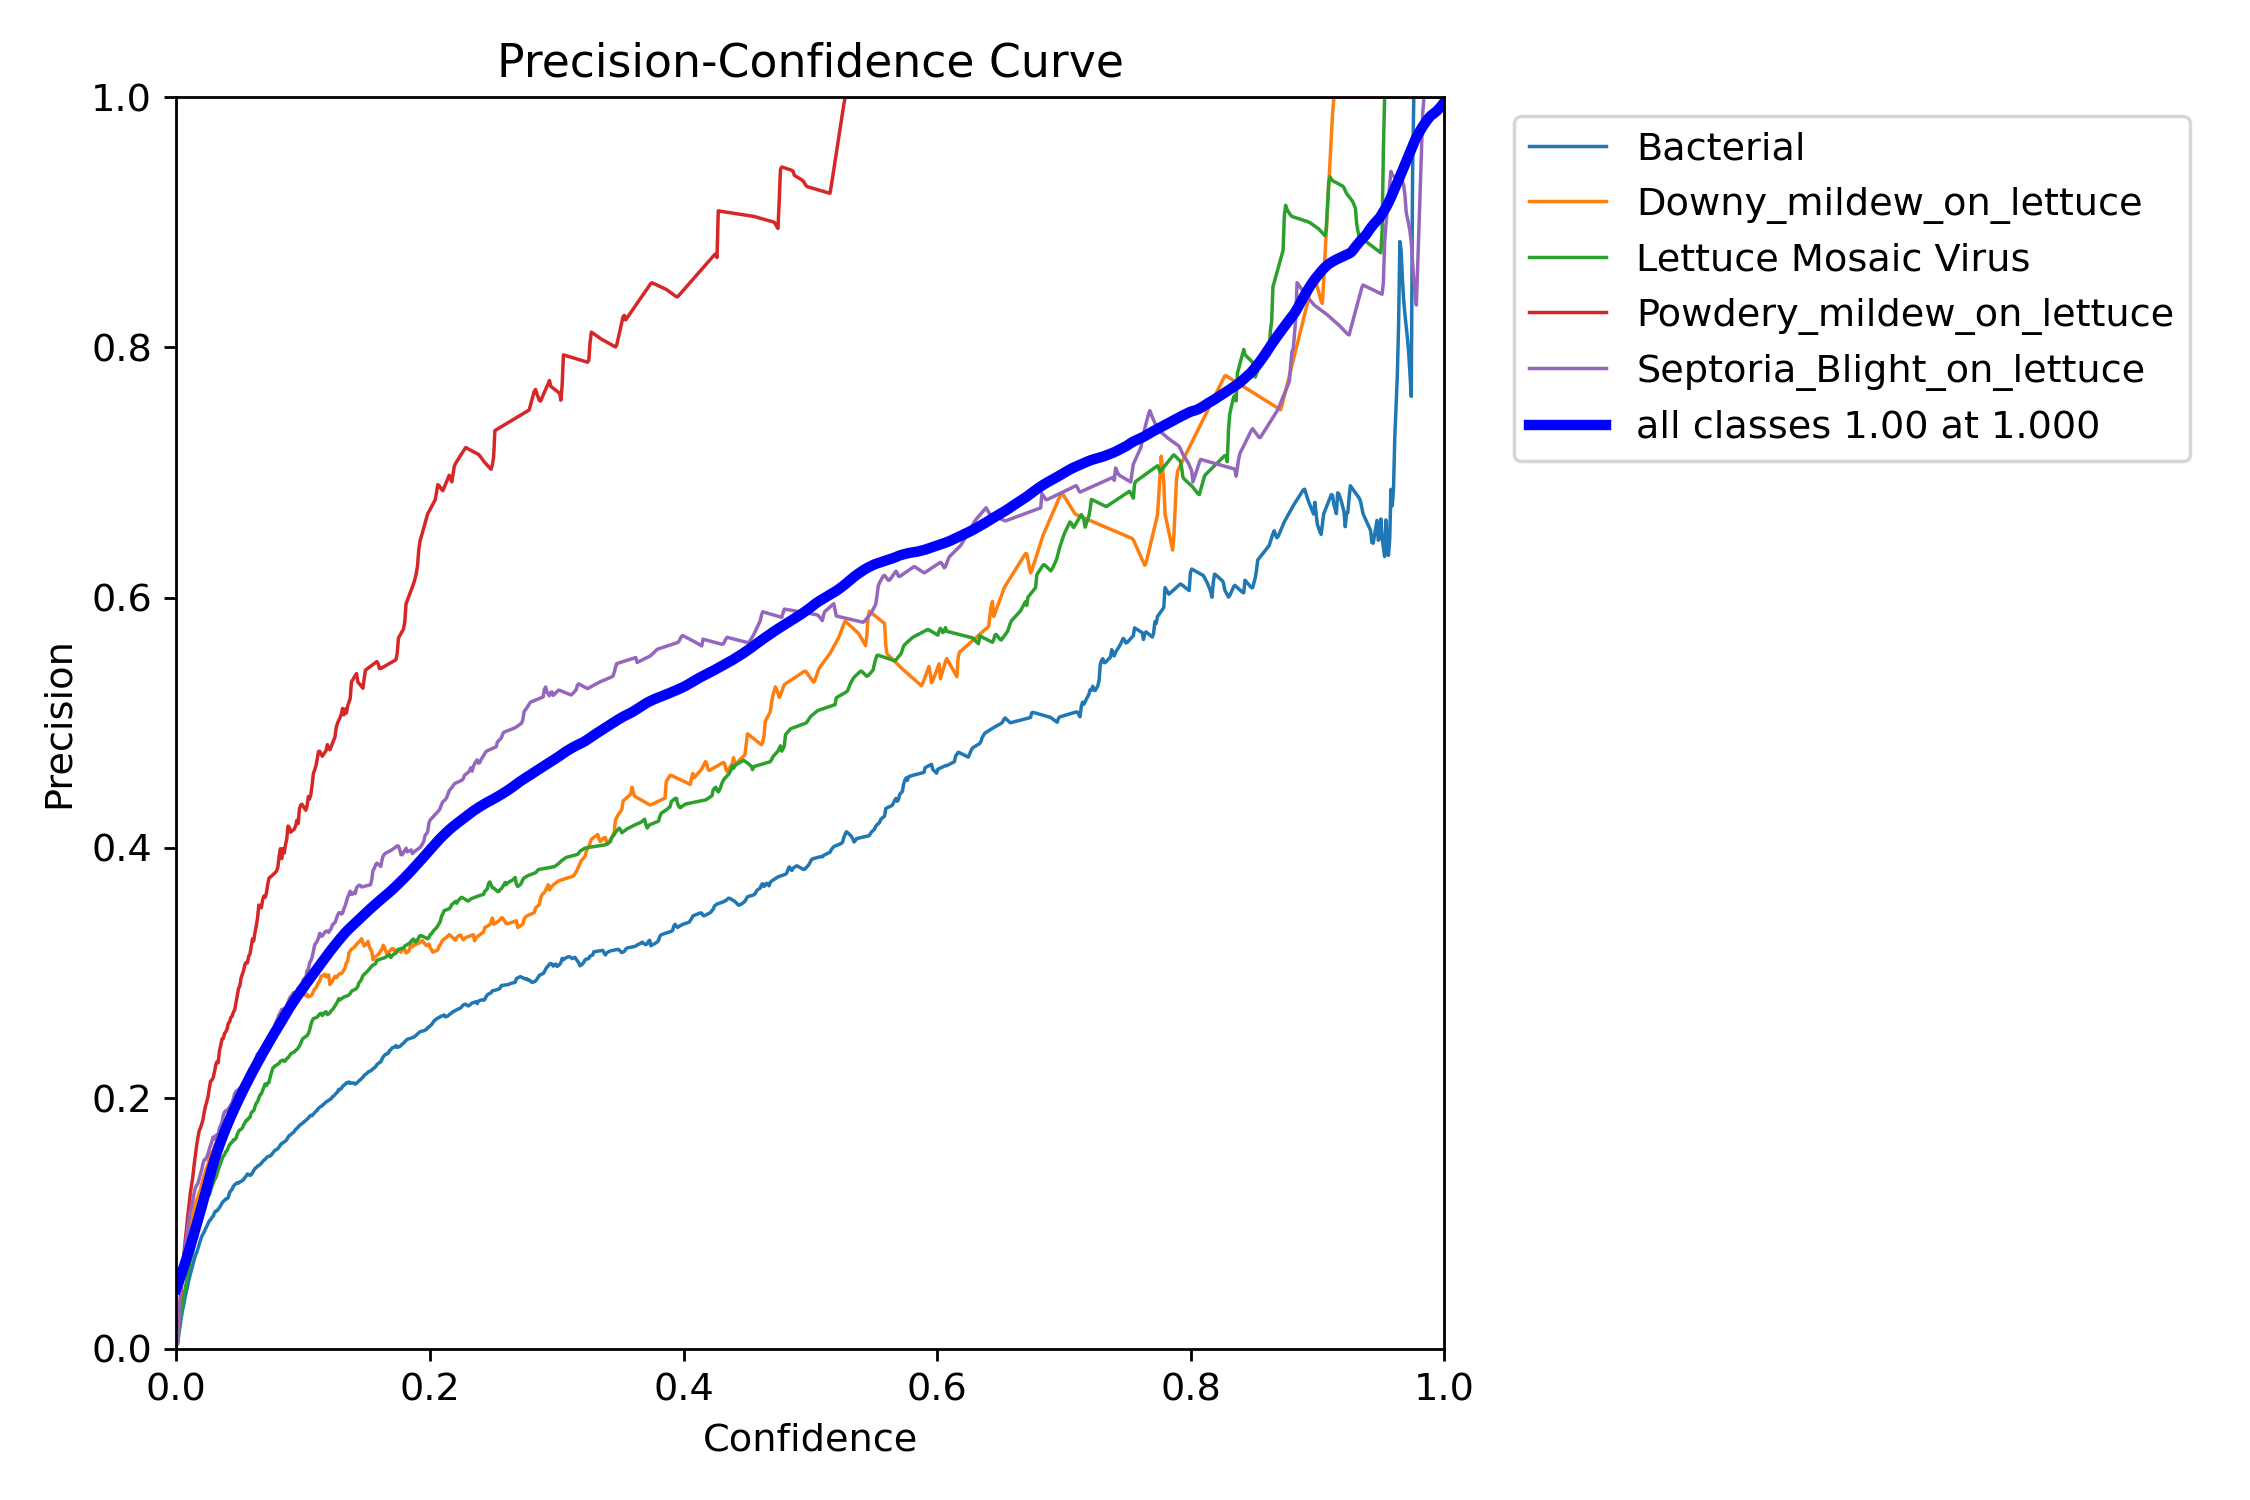 Precision-Confidence Curve
1.0
0.8
0.6
0.4
0.2
0.0
Precision
0.0 0.2 0.4 0.6 0.8 1.0
Confidence
Bacterial
Downy_mildew_on_lettuce
Lettuce Mosaic Virus
Powdery_mildew_on_lettuce
Septoria_Blight_on_lettuce
all classes 1.00 at 1.000